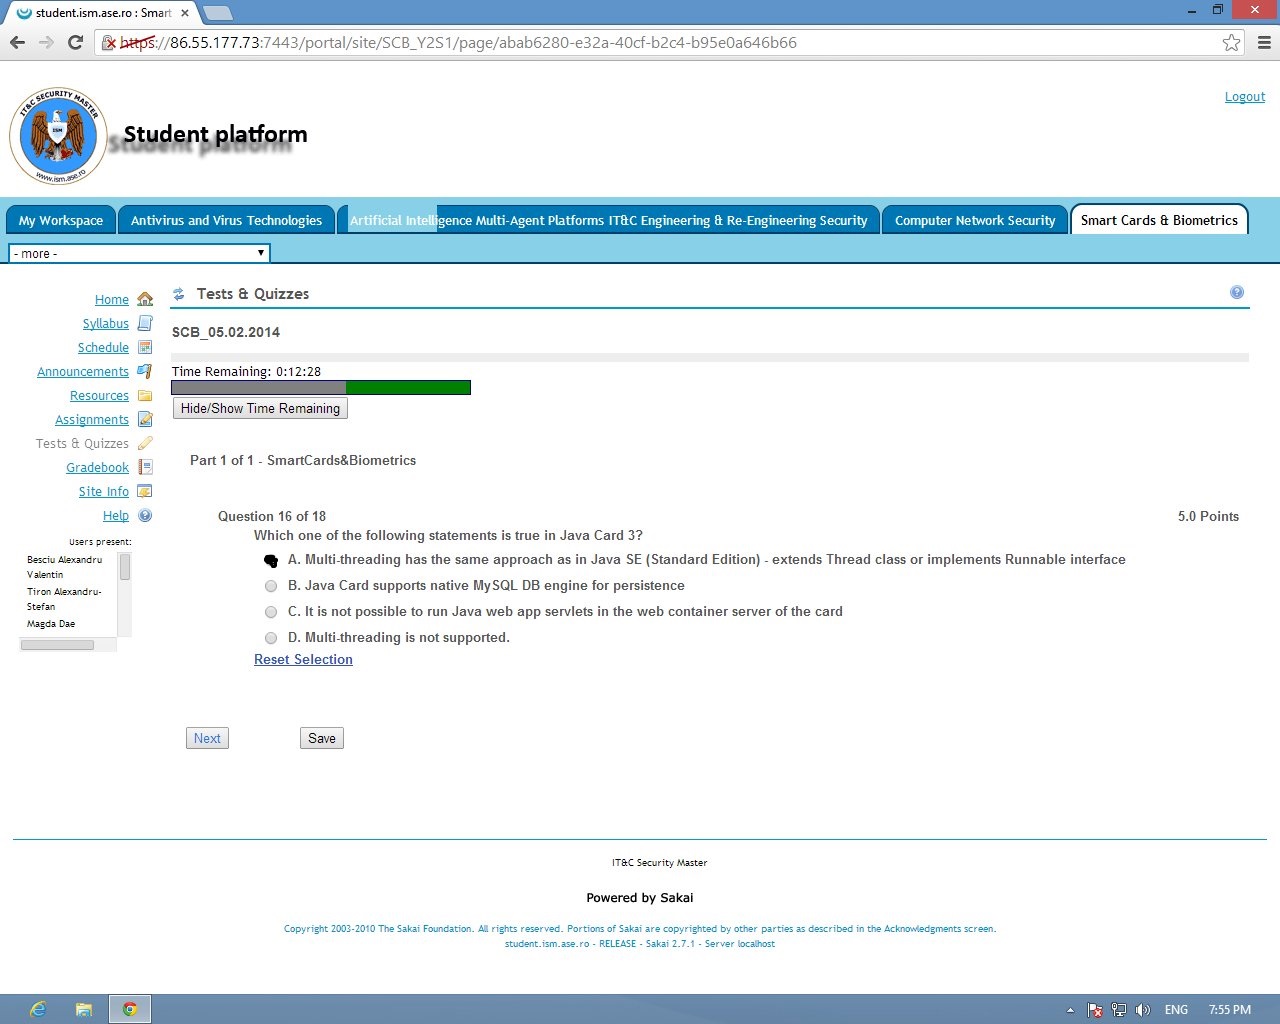 student.ism.ase.ro : Smart
https://86.55.177.73:7443/portal/site/SCB_Y2S1/page/abab6280-e32a-40cf-b2c4-b95e0a646b66
IT&C SECURITY MASTER
ISM
www.ism.ase.ro
Student platform
Logout
My Workspace
Antivirus and Virus Technologies
Artificial Intelligence Multi-Agent Platforms IT&C Engineering & Re-Engineering Security
Computer Network Security
Smart Cards & Biometrics
- more -
Home
Syllabus
Schedule
Announcements
Resources
Assignments
Tests & Quizzes
Gradebook
Site Info
Help
Users present:
Besciu Alexandru
Valentin
Tiron Alexandru-
Stefan
Magda Dae
Tests & Quizzes
SCB_05.02.2014
Time Remaining: 0:12:28
Hide/Show Time Remaining
Part 1 of 1 - SmartCards&Biometrics
Question 16 of 18
5.0 Points
Which one of the following statements is true in Java Card 3?
A. Multi-threading has the same approach as in Java SE (Standard Edition) - extends Thread class or implements Runnable interface
B. Java Card supports native MySQL DB engine for persistence
C. It is not possible to run Java web app servlets in the web container server of the card
D. Multi-threading is not supported.
Reset Selection
Next
Save
IT&C Security Master
Powered by Sakai
Copyright 2003-2010 The Sakai Foundation. All rights reserved. Portions of Sakai are copyrighted by other parties as described in the Acknowledgments screen.
student.ism.ase.ro - RELEASE - Sakai 2.7.1 - Server localhost
ENG
7:55 PM